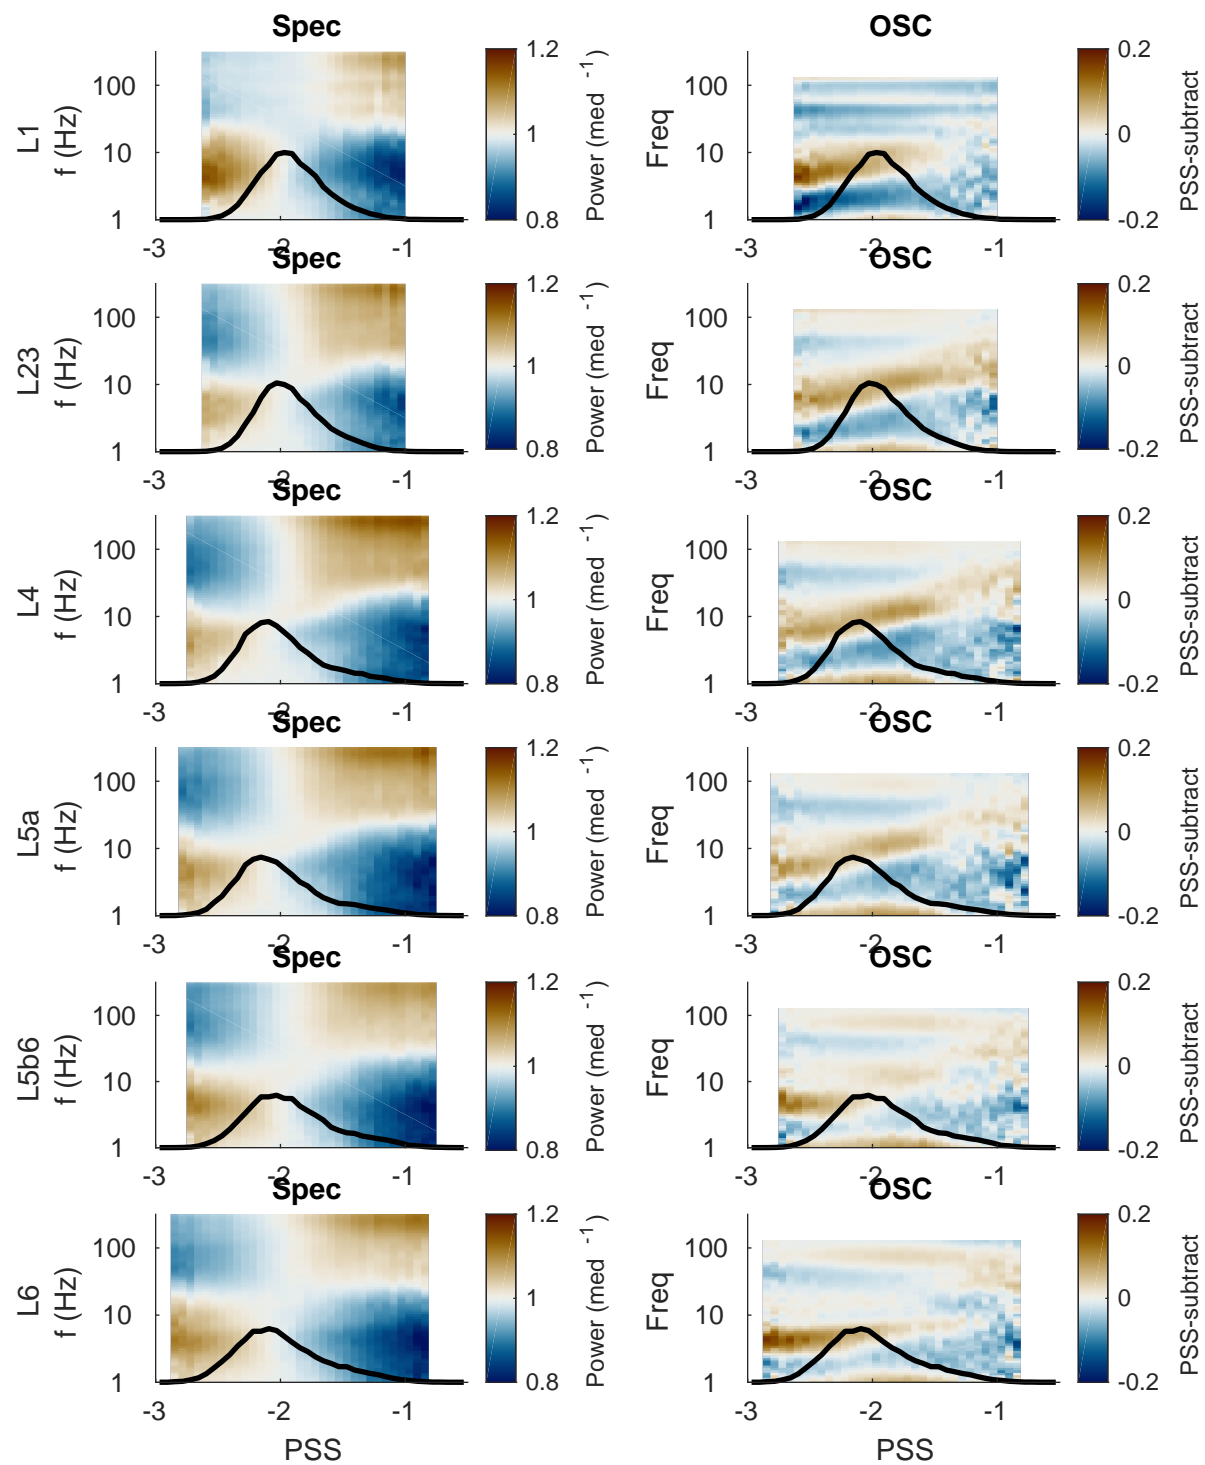 Spec
OSC
L1
f (Hz)
100
10
1
-3
-2
-1
1.2
1
0.8
Power (med -1)
Freq
100
10
1
-3
-2
-1
0.2
0
-0.2
PSS-subtract
Spec
OSC
L23
f (Hz)
100
10
1
-3
-2
-1
1.2
1
0.8
Power (med -1)
Freq
100
10
1
-3
-2
-1
0.2
0
-0.2
PSS-subtract
Spec
OSC
L4
f (Hz)
100
10
1
-3
-2
-1
1.2
1
0.8
Power (med -1)
Freq
100
10
1
-3
-2
-1
0.2
0
-0.2
PSS-subtract
Spec
OSC
L5a
f (Hz)
100
10
1
-3
-2
-1
1.2
1
0.8
Power (med -1)
Freq
100
10
1
-3
-2
-1
0.2
0
-0.2
PSS-subtract
Spec
OSC
L5b6
f (Hz)
100
10
1
-3
-2
-1
1.2
1
0.8
Power (med -1)
Freq
100
10
1
-3
-2
-1
0.2
0
-0.2
PSS-subtract
Spec
OSC
L6
f (Hz)
100
10
1
-3
-2
-1
PSS
1.2
1
0.8
Power (med -1)
Freq
100
10
1
-3
-2
-1
PSS
0.2
0
-0.2
PSS-subtract